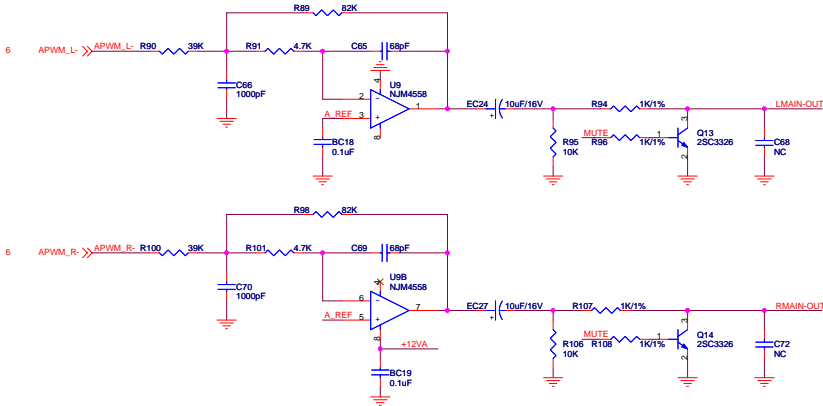 R89 82K
6 APWM_L- APWM_L- R90 39K R91 4.7K C65 68pF
C66
1000pF
4
U9
NJM4558
2
-
1
A_REF 3
+
8
BC18
0.1uF
EC24 10uF/16V
+
R94 1K/1% LMAIN-OUT
R95
10K
MUTE
R96 1K/1%
1
3
2
Q13
2SC3326
C68
NC
R98 82K
6 APWM_R- APWM_R- R100 39K R101 4.7K C69 68pF
C70
1000pF
4
U9B
NJM4558
6
-
7
A_REF 5
+
8
+12VA
BC19
0.1uF
EC27 10uF/16V
+
R107 1K/1% RMAIN-OUT
R106
10K
MUTE
R108 1K/1%
1
3
2
Q14
2SC3326
C72
NC